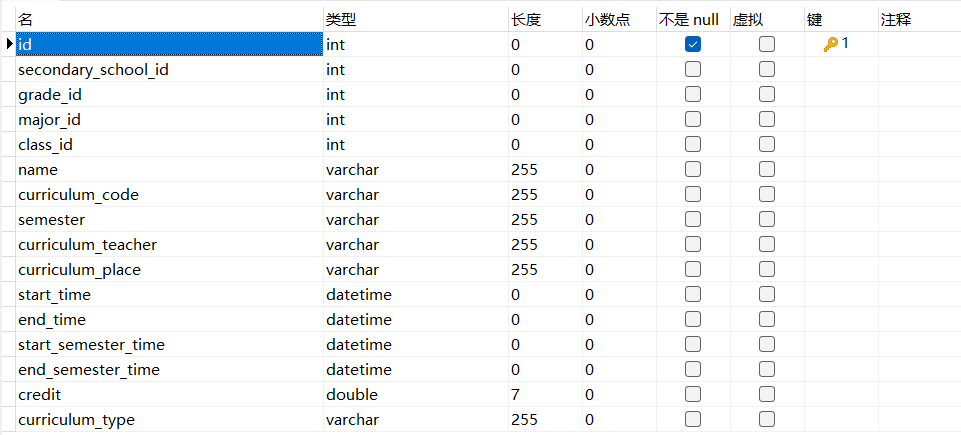 名 类型 长度 小数点 不是 null 虚拟 键 注释
id int 0 0 1
secondary_school_id int 0 0
grade_id int 0 0
major_id int 0 0
class_id int 0 0
name varchar 255 0
curriculum_code varchar 255 0
semester varchar 255 0
curriculum_teacher varchar 255 0
curriculum_place varchar 255 0
start_time datetime 0 0
end_time datetime 0 0
start_semester_time datetime 0 0
end_semester_time datetime 0 0
credit double 7 0
curriculum_type varchar 255 0